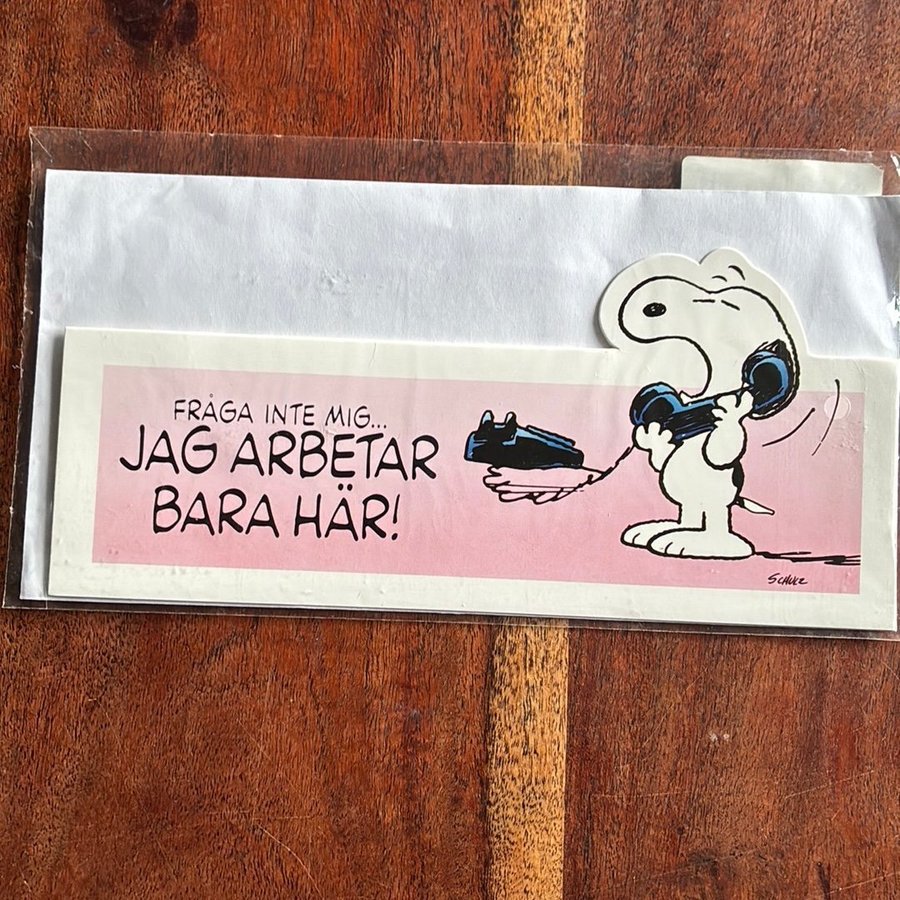 FRÅGA INTE MIG...
JAG ARBETAR
BARA HÄR!
SCHULZ